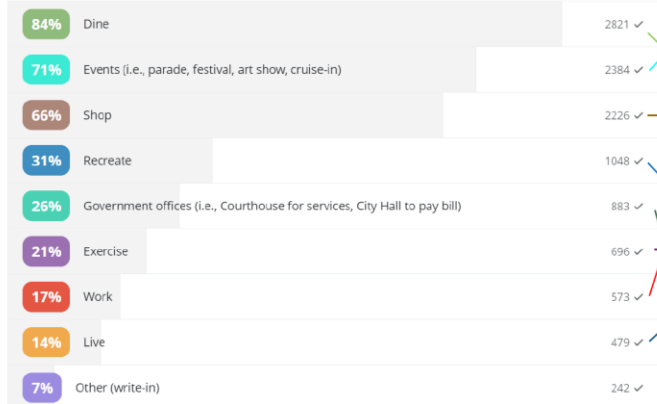 84% Dine 2821 ✓
71% Events (i.e., parade, festival, art show, cruise-in) 2384 ✓
66% Shop 2226 ✓
31% Recreate 1048 ✓
26% Government offices (i.e., Courthouse for services, City Hall to pay bill) 883 ✓
21% Exercise 696 ✓
17% Work 573 ✓
14% Live 479 ✓
7% Other (write-in) 242 ✓